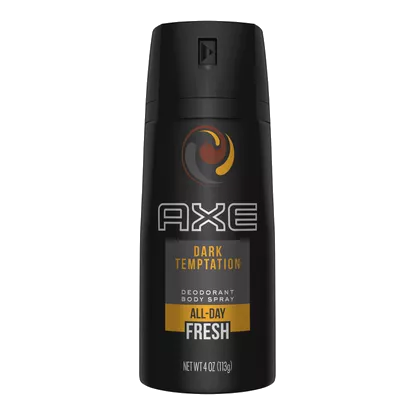 AXE
DARK
TEMPTATION
DEODORANT
BODY SPRAY
ALL-DAY
FRESH
NET WT 4 OZ (113g)